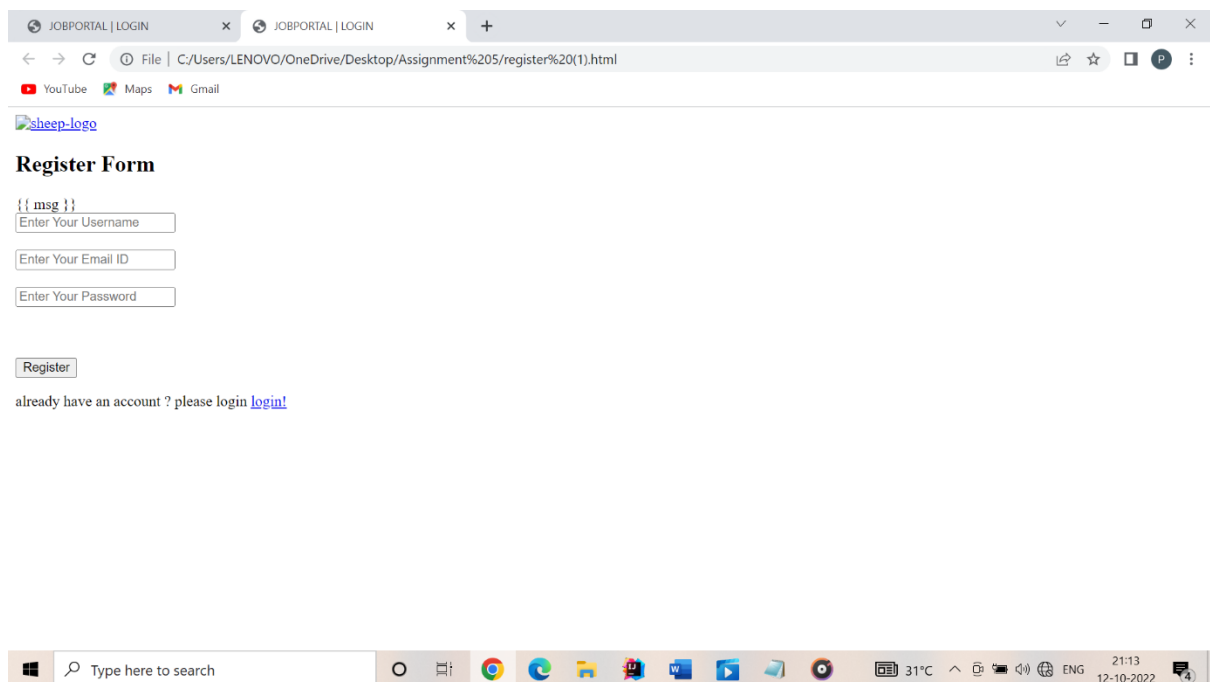 JOBPORTAL | LOGIN JOBPORTAL | LOGIN
File | C:/Users/LENOVO/OneDrive/Desktop/Assignment%205/register%20(1).html P
YouTube Maps Gmail
sheep-logo
Register Form
{{ msg }}
Enter Your Username
Enter Your Email ID
Enter Your Password
Register
already have an account ? please login login!
Type here to search 31°C ENG 21:13
12-10-2022 4